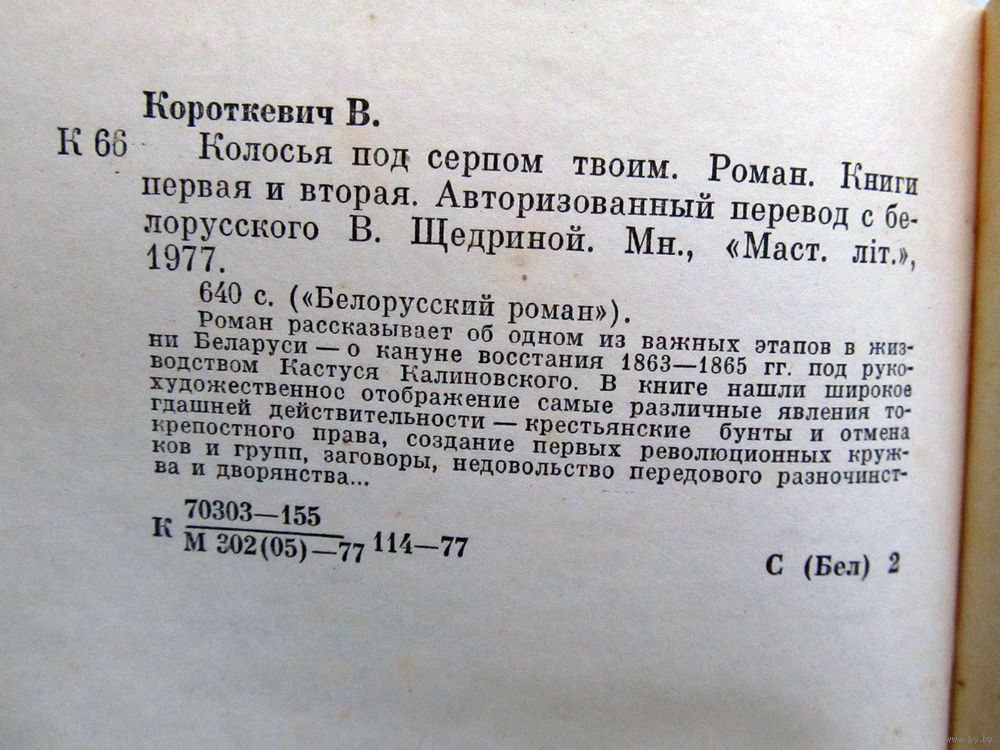 Короткевич В.
К 66 Колосья под серпом твоим. Роман. Книги
первая и вторая. Авторизованный перевод с бе-
лорусского В. Щедриной. Мн., «Маст. літ.»,
1977.
640 с. («Белорусский роман»).
Роман рассказывает об одном из важных этапов в жиз-
ни Беларуси — о кануне восстания 1863—1865 гг. под руко-
водством Кастуся Калиновского. В книге нашли широкое
художественное отображение самые различные явления то-
гдашней действительности — крестьянские бунты и отмена
крепостного права, создание первых революционных круж-
ков и групп, заговоры, недовольство передового разночинст-
ва и дворянства...
К 70303—155
М 302(05)—77 114—77
С (Бел) 2
www.ay.by